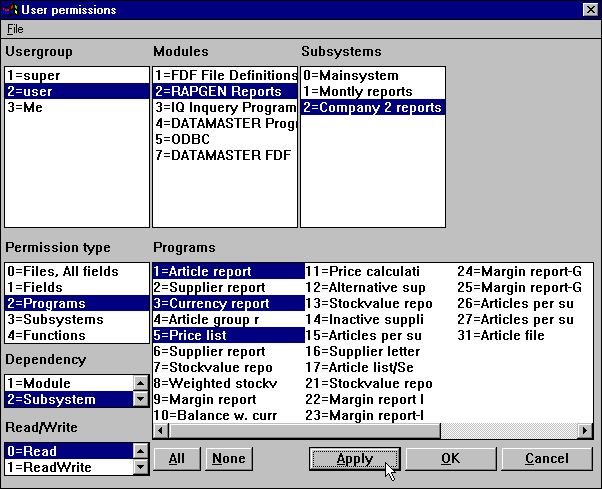 User permissions
File
Usergroup
1=super
2=user
3=Me
Modules
1=FDF File Definitions
2=RAPGEN Reports
3=IQ Inquery Program
4=DATAMASTER Prog
5=ODBC
7=DATAMASTER FDF
Subsystems
0=Mainsystem
1=Montly reports
2=Company 2 reports
Permission type
0=Files, All fields
1=Fields
2=Programs
3=Subsystems
4=Functions
Dependency
1=Module
2=Subsystem
Read/Write
0=Read
1=ReadWrite
Programs
1=Article report
2=Supplier report
3=Currency report
4=Article group r
5=Price list
6=Supplier report
7=Stockvalue repo
8=Weighted stockv
9=Margin report
10=Balance w. curr
11=Price calculati
12=Alternative sup
13=Stockvalue repo
14=Inactive suppli
15=Articles per su
16=Supplier letter
17=Article list/Se
21=Stockvalue repo
22=Margin report I
23=Margin report-I
24=Margin report-G
25=Margin report-G
26=Articles per su
27=Articles per su
31=Article file
All
None
Apply
OK
Cancel